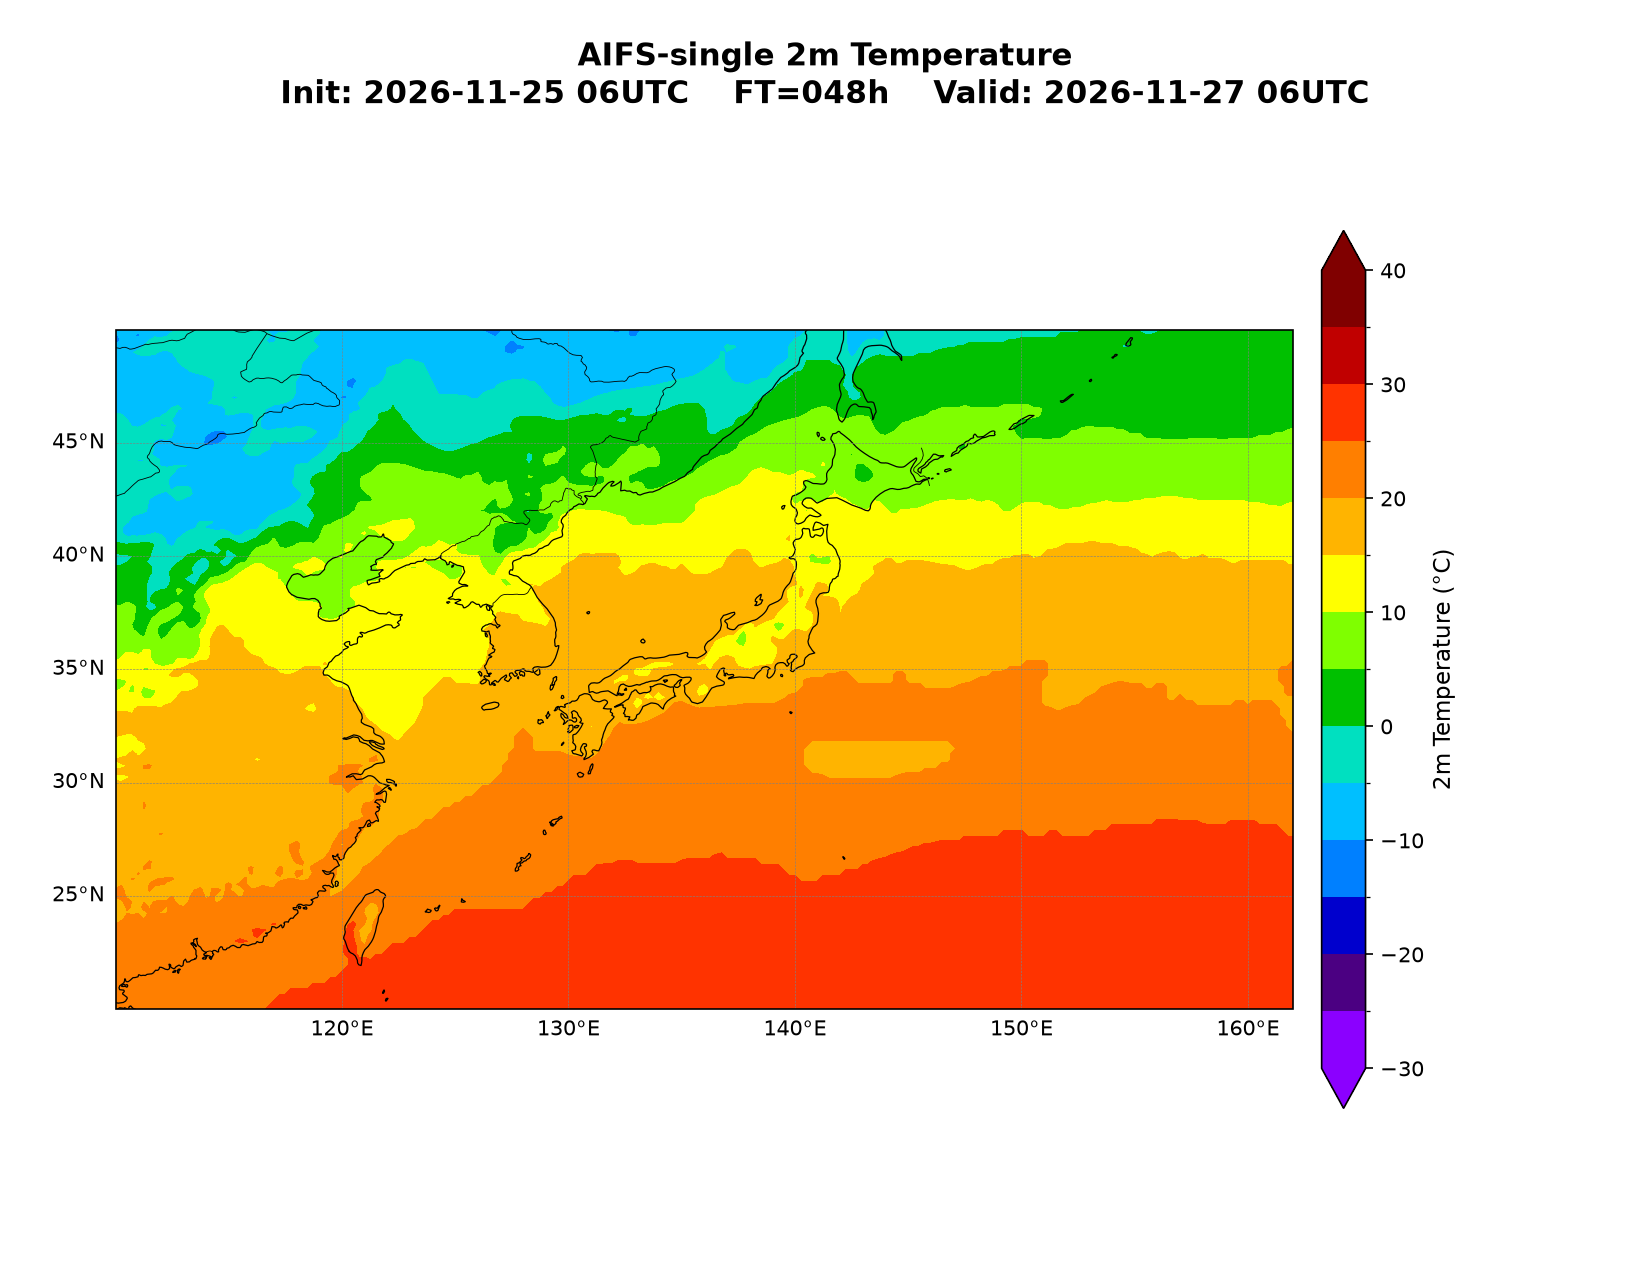 AIFS-single 2m Temperature
Init: 2026-11-25 06UTC    FT=048h    Valid: 2026-11-27 06UTC
45°N
40°N
35°N
30°N
25°N
120°E
130°E
140°E
150°E
160°E
40
30
20
10
0
−10
−20
−30
2m Temperature (°C)